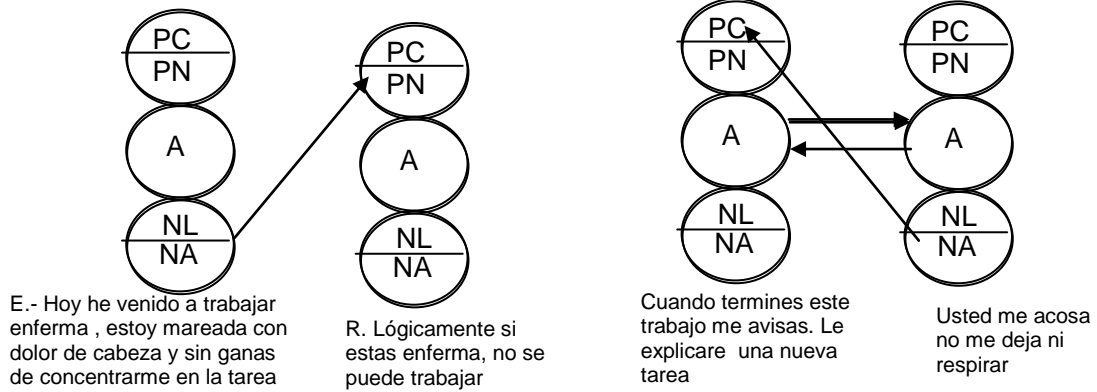 PC
PN
A
NL
NA
PC
PN
A
NL
NA
E.- Hoy he venido a trabajar
enferma , estoy mareada con
dolor de cabeza y sin ganas
de concentrarme en la tarea
R. Lógicamente si
estas enferma, no se
puede trabajar
PC
PN
A
NL
NA
PC
PN
A
NL
NA
Cuando termines este
trabajo me avisas. Le
explicare una nueva
tarea
Usted me acosa
no me deja ni
respirar